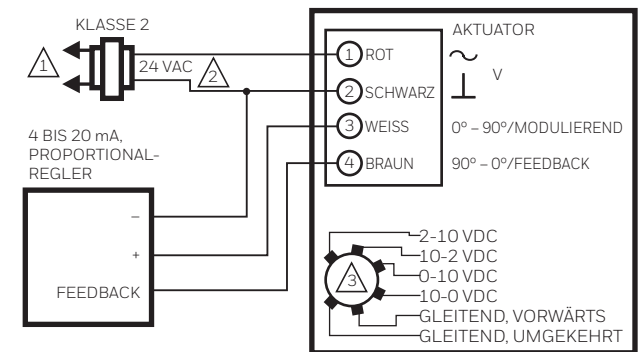 KLASSE 2
1
24 VAC
2
4 BIS 20 mA,
PROPORTIONAL-
REGLER
–
+
FEEDBACK
AKTUATOR
1 ROT
2 SCHWARZ
V
3 WEISS
0° – 90°/MODULIEREND
4 BRAUN
90° – 0°/FEEDBACK
3
2-10 VDC
10-2 VDC
0-10 VDC
10-0 VDC
GLEITEND, VORWÄRTS
GLEITEND, UMGEKEHRT